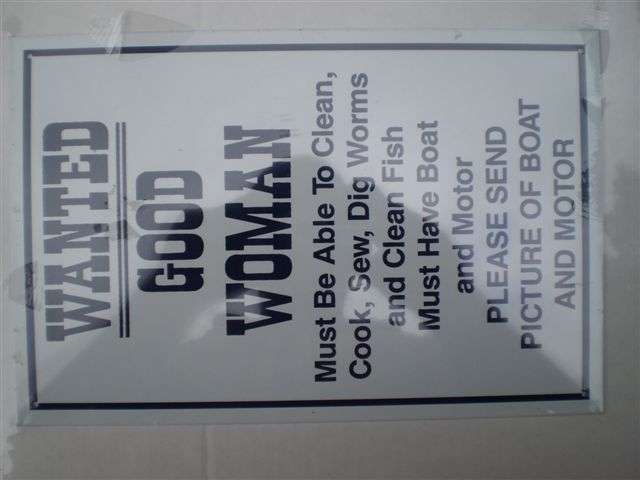 WANTED
GOOD
WOMAN
Must Be Able To Clean,
Cook, Sew, Dig Worms
and Clean Fish
Must Have Boat
and Motor
PLEASE SEND
PICTURE OF BOAT
AND MOTOR